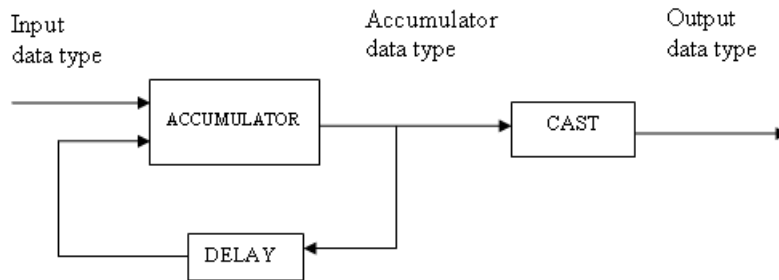 Input
data type
Accumulator
data type
Output
data type
ACCUMULATOR
CAST
DELAY